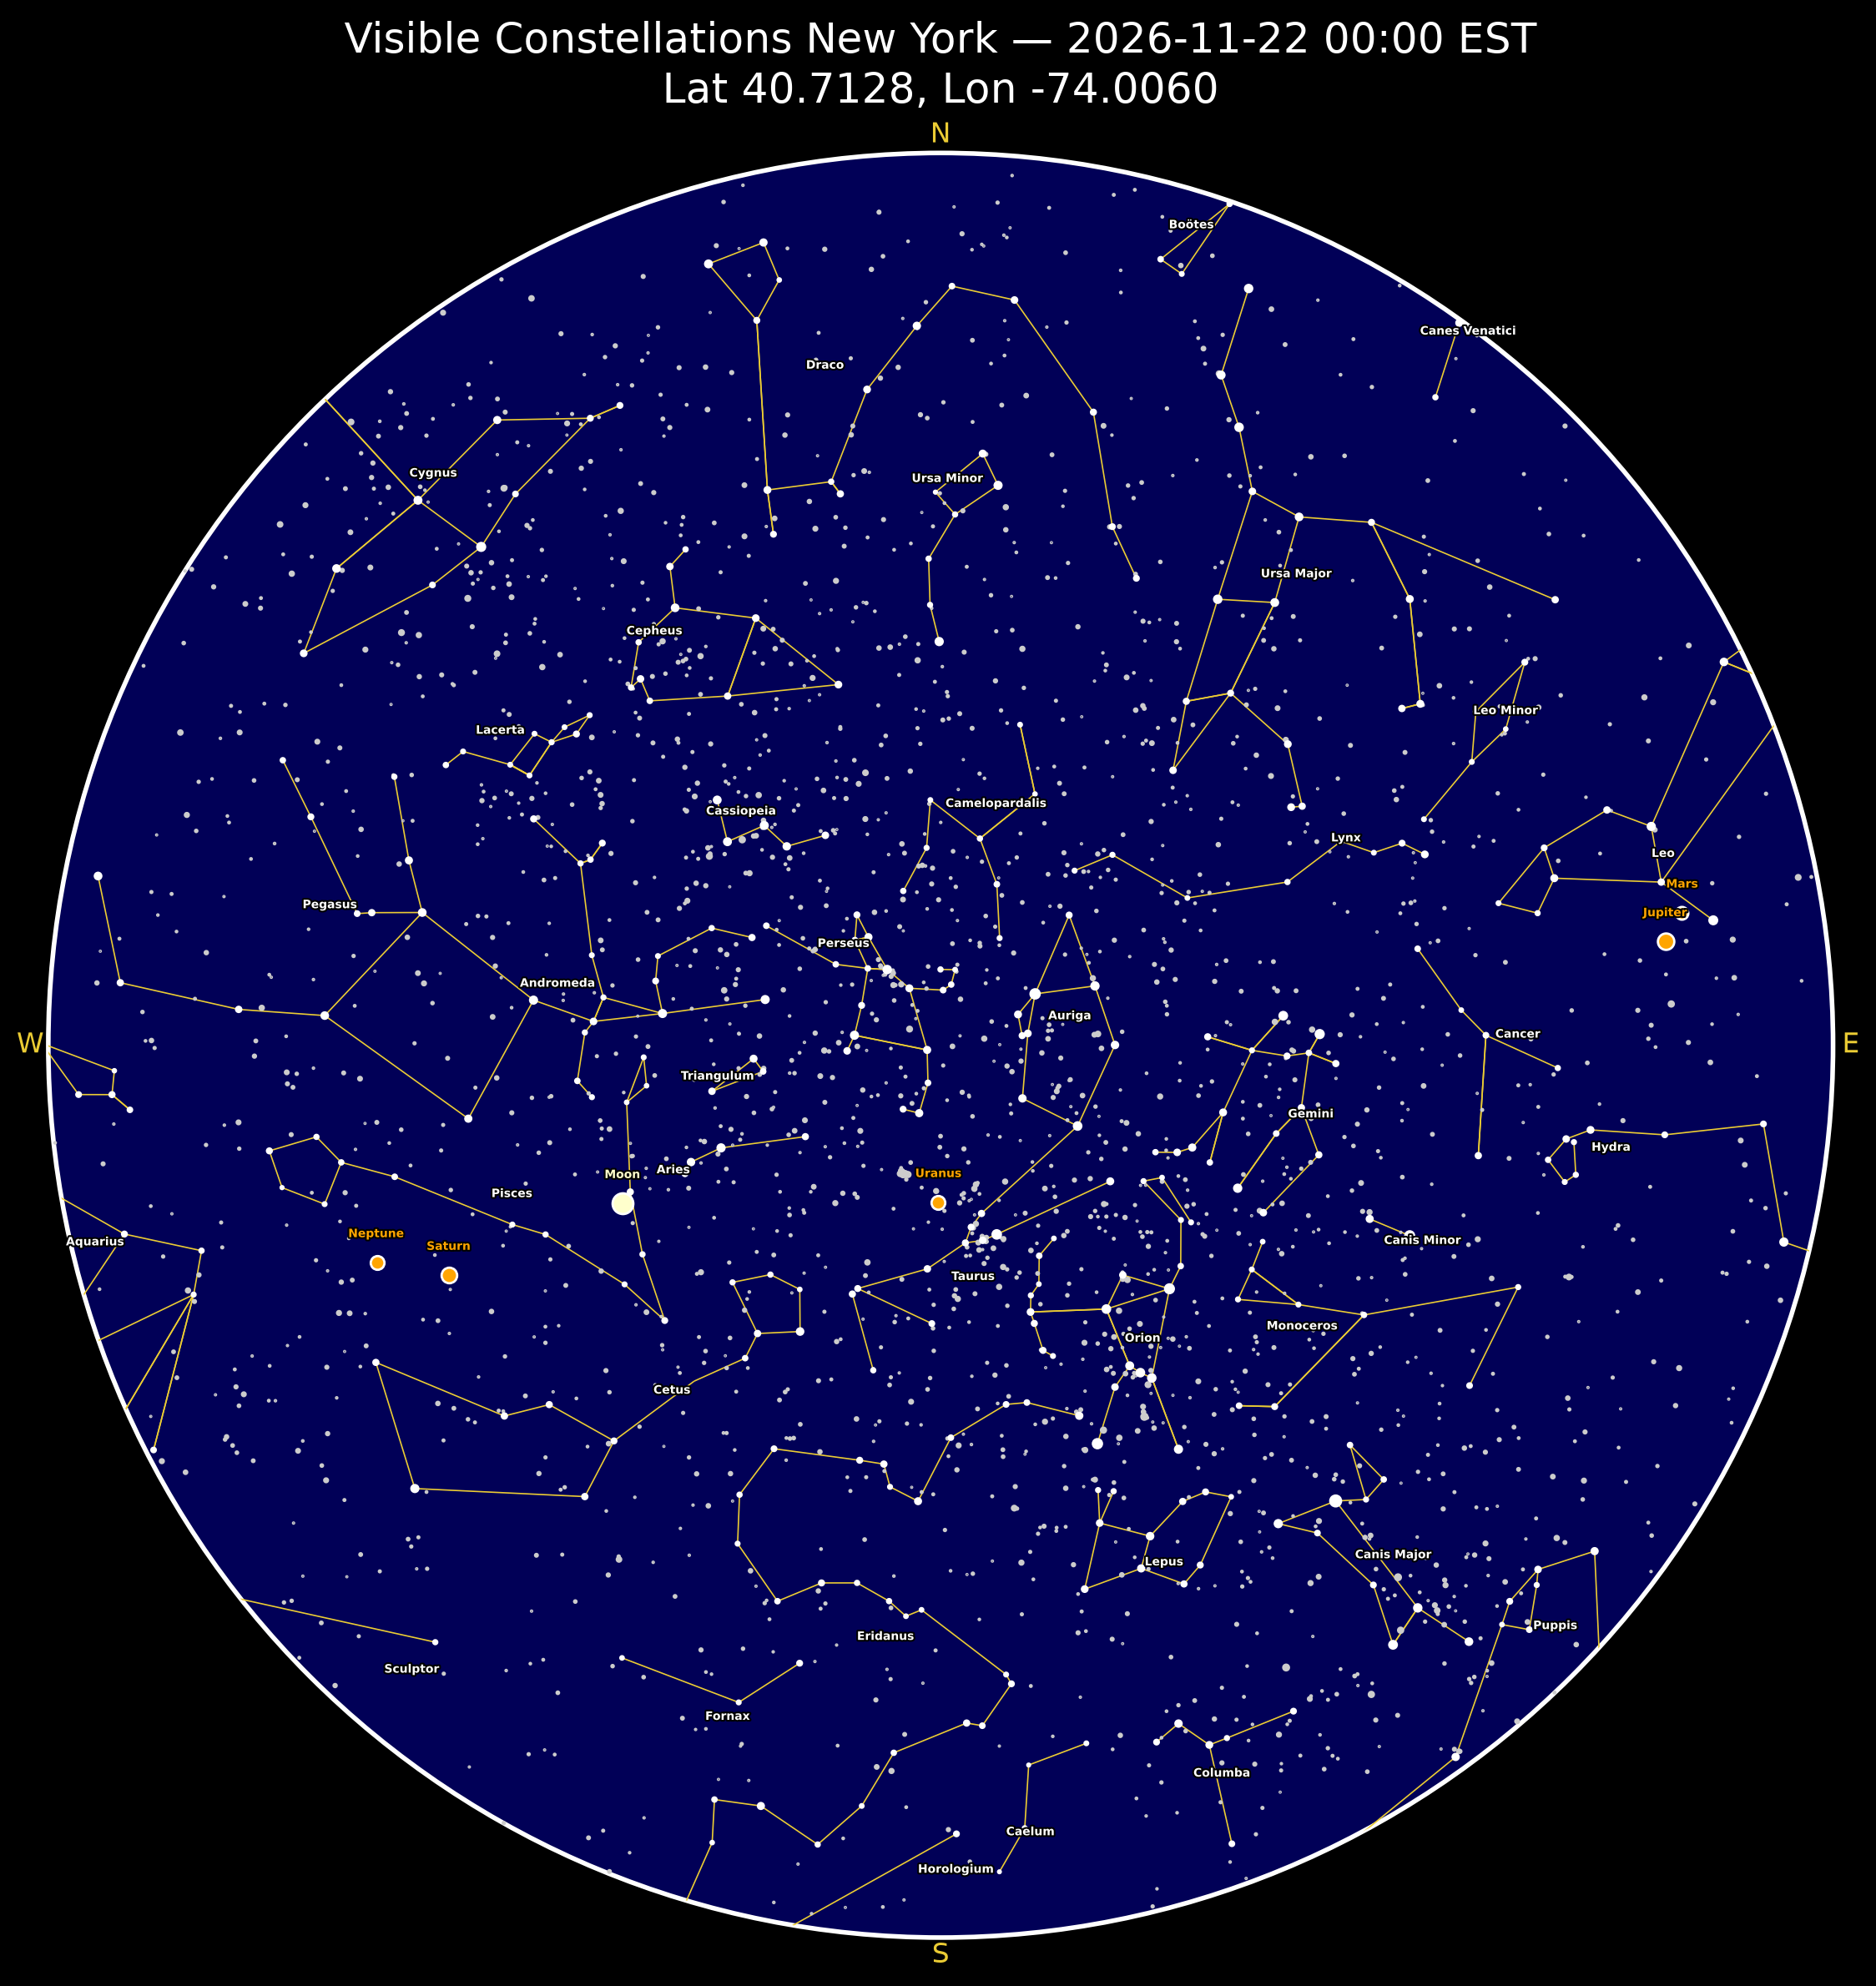 Visible Constellations New York — 2026-11-22 00:00 EST
Lat 40.7128, Lon -74.0060
N
Boötes
Canes Venatici
Draco
Cygnus
Ursa Minor
Ursa Major
Cepheus
Leo Minor
Lacerta
Camelopardalis
Cassiopeia
Lynx
Leo
Mars
Pegasus
Jupiter
Perseus
Andromeda
Auriga
Cancer
W
E
Triangulum
Gemini
Hydra
Aries
Moon
Uranus
Pisces
Neptune
Aquarius
Canis Minor
Saturn
Taurus
Monoceros
Orion
Cetus
Canis Major
Lepus
Puppis
Eridanus
Sculptor
Fornax
Columba
Caelum
Horologium
S